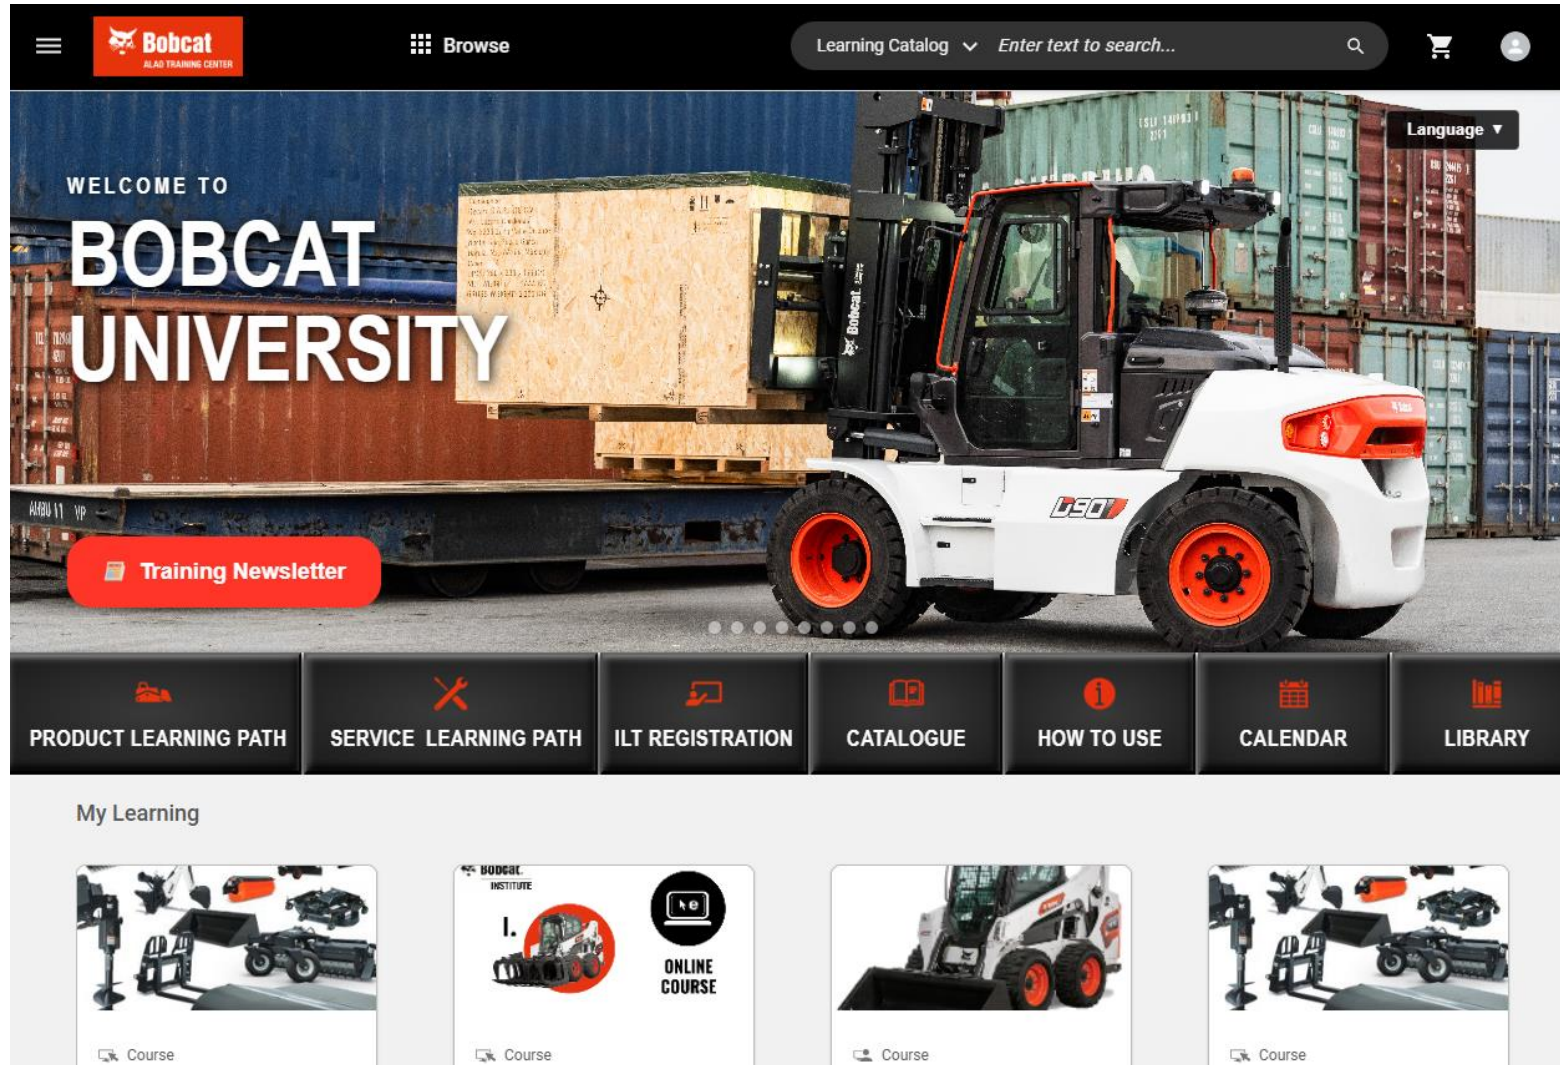 Bobcat
ALAO TRAINING CENTER
Browse
Learning Catalog
Enter text to search...
Language ▼
WELCOME TO
BOBCAT
UNIVERSITY
Bobcat
D90
Training Newsletter
PRODUCT LEARNING PATH
SERVICE LEARNING PATH
ILT REGISTRATION
CATALOGUE
HOW TO USE
CALENDAR
LIBRARY
My Learning
Bobcat.
INSTITUTE
I.
ONLINE
COURSE
Course
Course
Course
Course